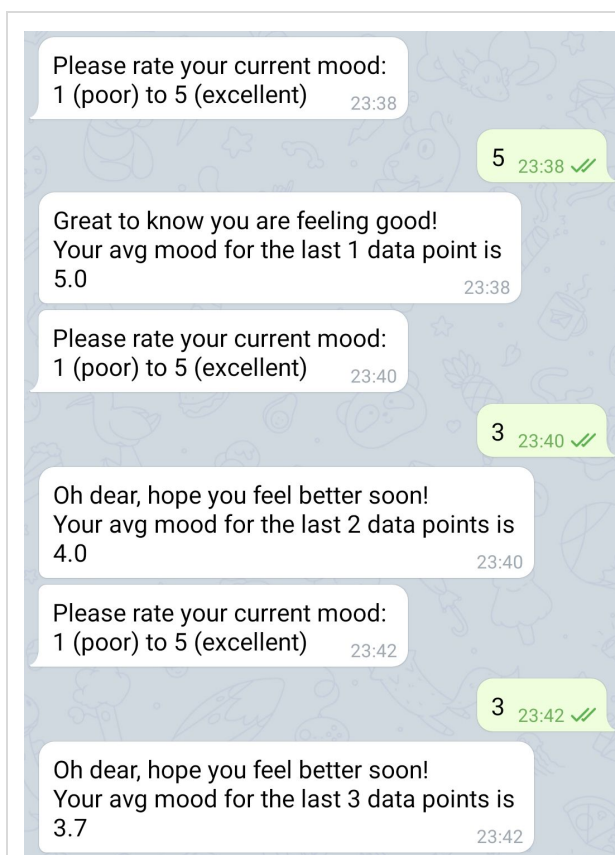 Please rate your current mood:
1 (poor) to 5 (excellent) 23:38
5 23:38
Great to know you are feeling good!
Your avg mood for the last 1 data point is
5.0 23:38
Please rate your current mood:
1 (poor) to 5 (excellent) 23:40
3 23:40
Oh dear, hope you feel better soon!
Your avg mood for the last 2 data points is
4.0 23:40
Please rate your current mood:
1 (poor) to 5 (excellent) 23:42
3 23:42
Oh dear, hope you feel better soon!
Your avg mood for the last 3 data points is
3.7 23:42